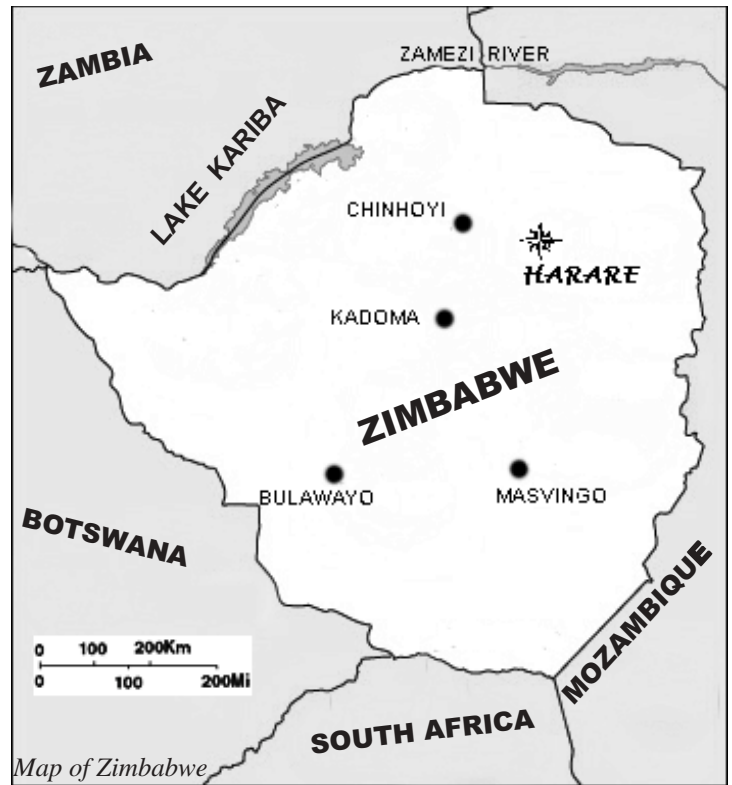 ZAMBIA
ZAMEZI RIVER
LAKE KARIBA
CHINHOYI
HARARE
KADOMA
ZIMBABWE
BULAWAYO
MASVINGO
BOTSWANA
MOZAMBIQUE
0 100 200Km
0 100 200Mi
SOUTH AFRICA
Map of Zimbabwe